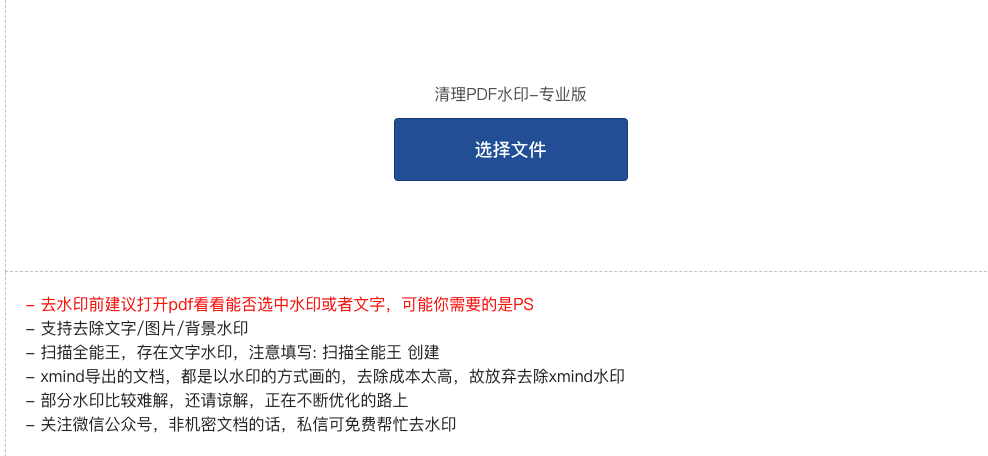 清理PDF水印-专业版
选择文件
- 去水印前建议打开pdf看看能否选中水印或者文字，可能你需要的是PS
- 支持去除文字/图片/背景水印
- 扫描全能王，存在文字水印，注意填写: 扫描全能王 创建
- xmind导出的文档，都是以水印的方式画的，去除成本太高，故放弃去除xmind水印
- 部分水印比较难解，还请谅解，正在不断优化的路上
- 关注微信公众号，非机密文档的话，私信可免费帮忙去水印